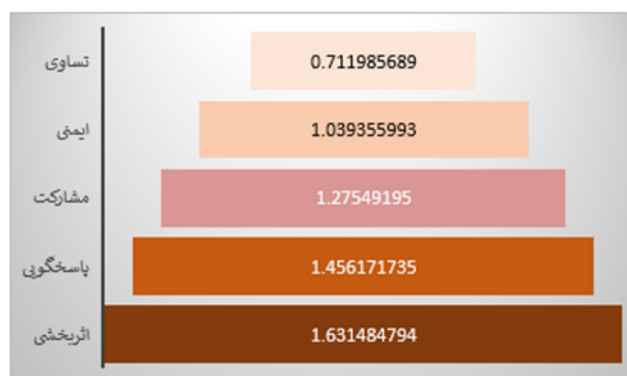 تساوی
0.711985689
ایمنی
1.039355993
مشارکت
1.27549195
پاسخگویی
1.456171735
اثربخشی
1.631484794